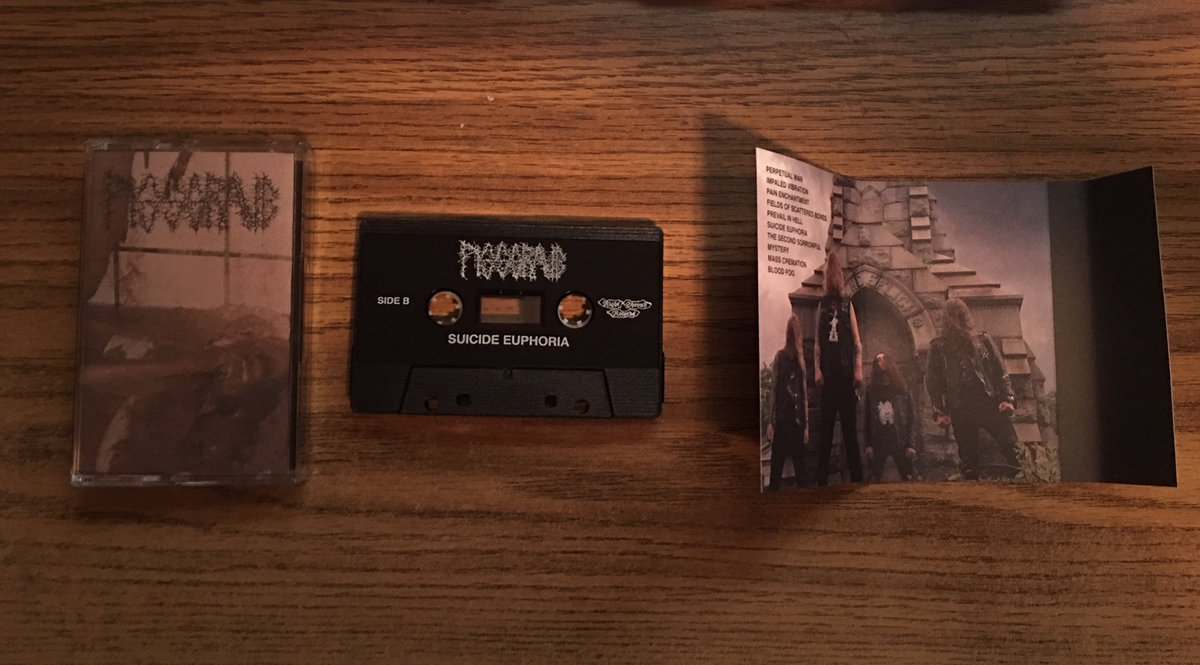 PISSGRAVE
PISSGRAVE
SIDE B
SUICIDE EUPHORIA
PERPETUAL WAR
IMPALED VIBRATION
PAIN ENCHANTMENT
FIELDS OF SCATTERED BONES
PREVAIL IN HELL
SUICIDE EUPHORIA
THE SECOND SORROWFUL
MYSTERY
MASS CREMATION
BLOOD FOG